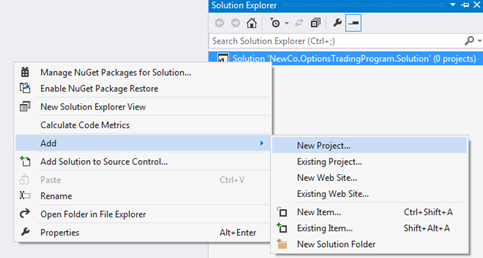 Solution Explorer
Search Solution Explorer (Ctrl+;)
Solution 'NewCo.OptionsTradingProgram.Solution' (0 projects)
Manage NuGet Packages for Solution...
Enable NuGet Package Restore
New Solution Explorer View
Calculate Code Metrics
Add
Add Solution to Source Control...
Paste Ctrl+V
Rename
Open Folder in File Explorer
Properties Alt+Enter
New Project...
Existing Project...
New Web Site...
Existing Web Site...
New Item... Ctrl+Shift+A
Existing Item... Shift+Alt+A
New Solution Folder